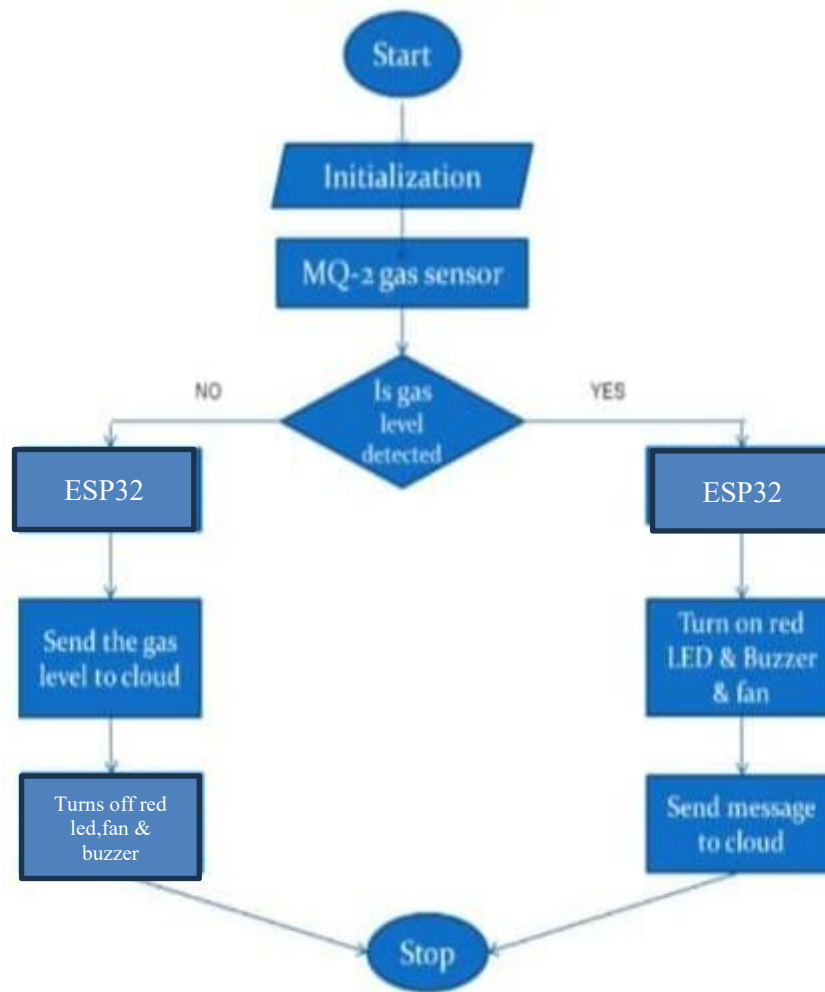 Start
Initialization
MQ-2 gas sensor
Is gas
level
detected
NO
YES
ESP32
ESP32
Send the gas
level to cloud
Turn on red
LED & Buzzer
& fan
Turns off red
led,fan &
buzzer
Send message
to cloud
Stop